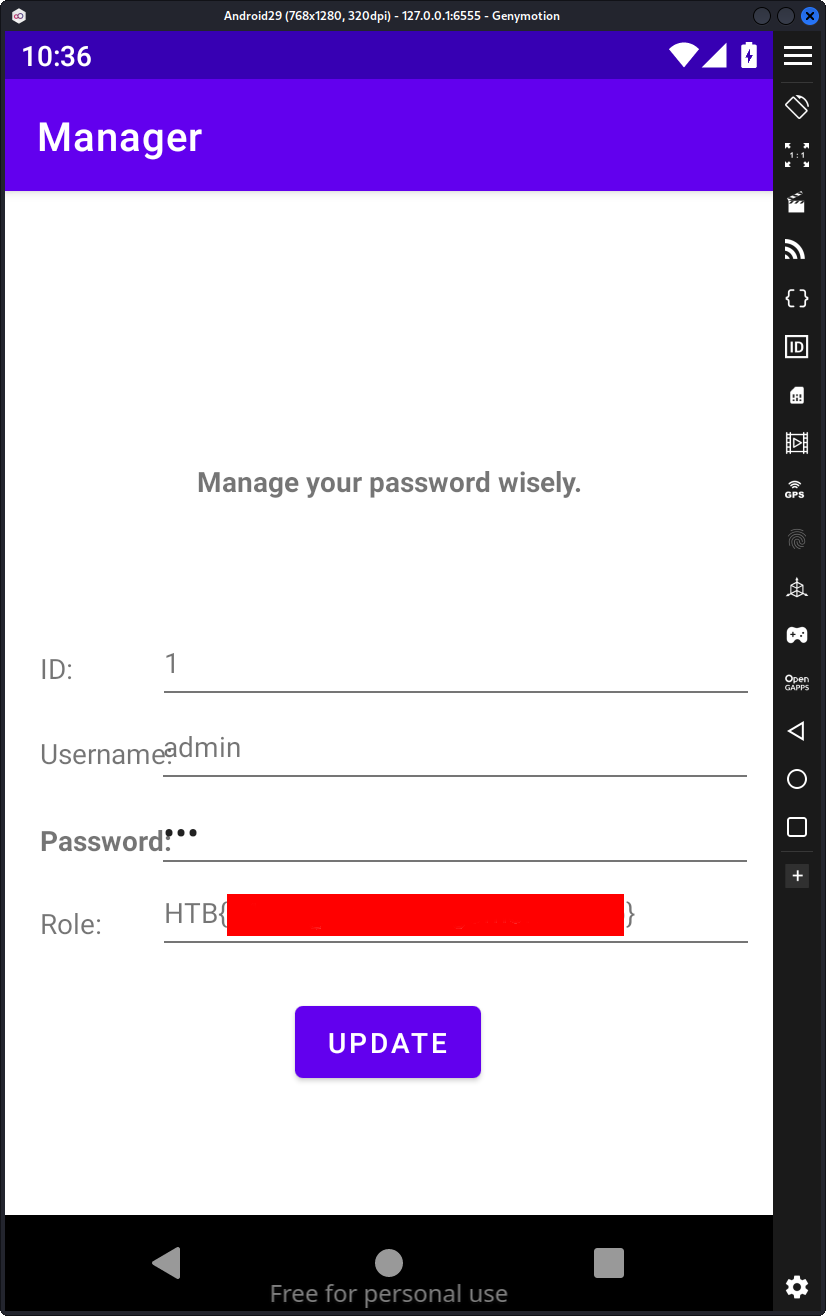 Android29 (768x1280, 320dpi) - 127.0.0.1:6555 - Genymotion
10:36
Manager
1:1
ID
GPS
Open
GAPPS
Manage your password wisely.
ID: 1
Username: admin
Password: •••
Role: HTB{ }
UPDATE
Free for personal use